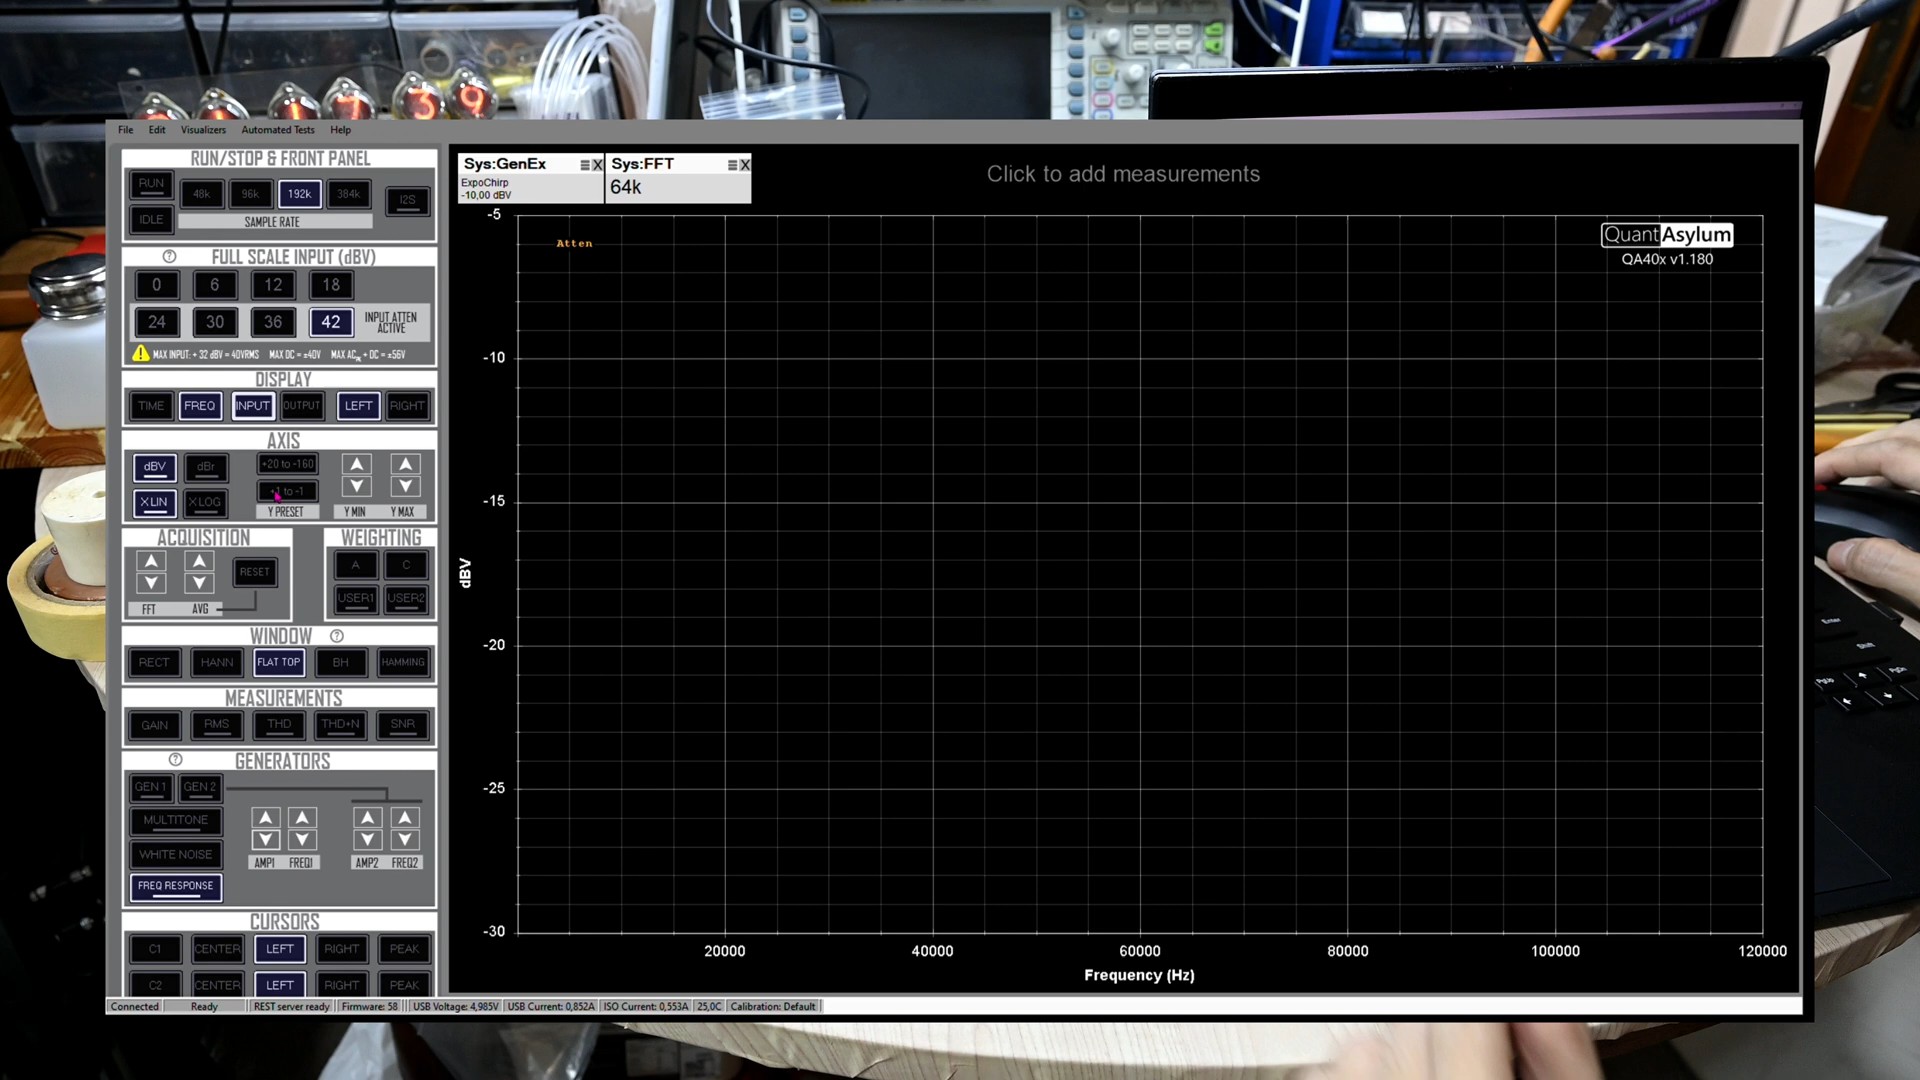 File Edit Visualizers Automated Tests Help
RUN/STOP & FRONT PANEL
RUN 48k 96k 192k 384k I2S
IDLE SAMPLE RATE
FULL SCALE INPUT (dBV)
0 6 12 18
24 30 36 42 INPUT ATTEN ACTIVE
MAX INPUT: + 32 dBV = 40VRMS MAX DC = ±40V MAX ACPK + DC = ±56V
DISPLAY
TIME FREQ INPUT OUTPUT LEFT RIGHT
AXIS
dBV dBr +20 to -160
XLIN XLOG +1 to -1
Y PRESET Y MIN Y MAX
ACQUISITION WEIGHTING
RESET A C
USER1 USER2
FFT AVG
WINDOW
RECT HANN FLAT TOP BH HAMMING
MEASUREMENTS
GAIN RMS THD THD+N SNR
GENERATORS
GEN 1 GEN 2
MULTITONE
WHITE NOISE
AMP1 FREQ1 AMP2 FREQ2
FREQ RESPONSE
CURSORS
C1 CENTER LEFT RIGHT PEAK
C2 CENTER LEFT RIGHT PEAK
Sys:GenEx X
ExpoChirp
-10,00 dBV
Sys:FFT X
64k
Click to add measurements
QuantAsylum
QA40x v1.180
Atten
-5
-10
-15
-20
-25
-30
dBV
20000 40000 60000 80000 100000 120000
Frequency (Hz)
Connected Ready REST server ready Firmware: 58 USB Voltage: 4,985V USB Current: 0,852A ISO Current: 0,553A 25,0C Calibration: Default